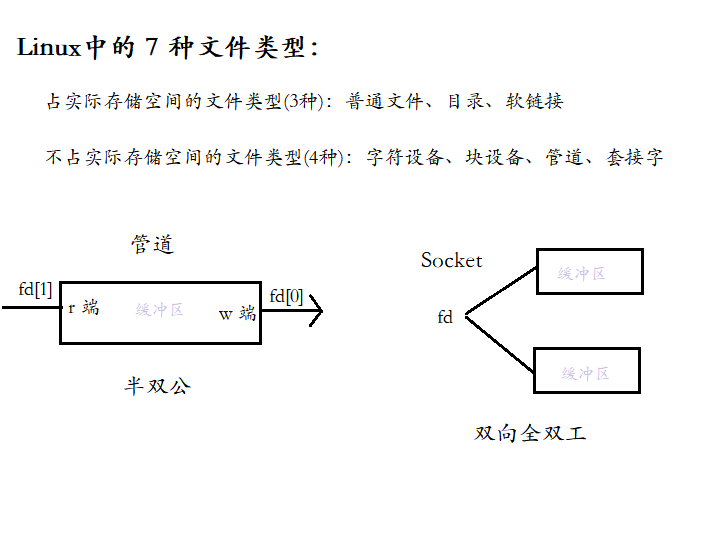 Linux中的 7 种文件类型：
占实际存储空间的文件类型(3种)：普通文件、目录、软链接
不占实际存储空间的文件类型(4种)：字符设备、块设备、管道、套接字
管道
fd[1]
r 端
缓冲区
w 端
fd[0]
半双公
Socket
fd
缓冲区
缓冲区
双向全双工